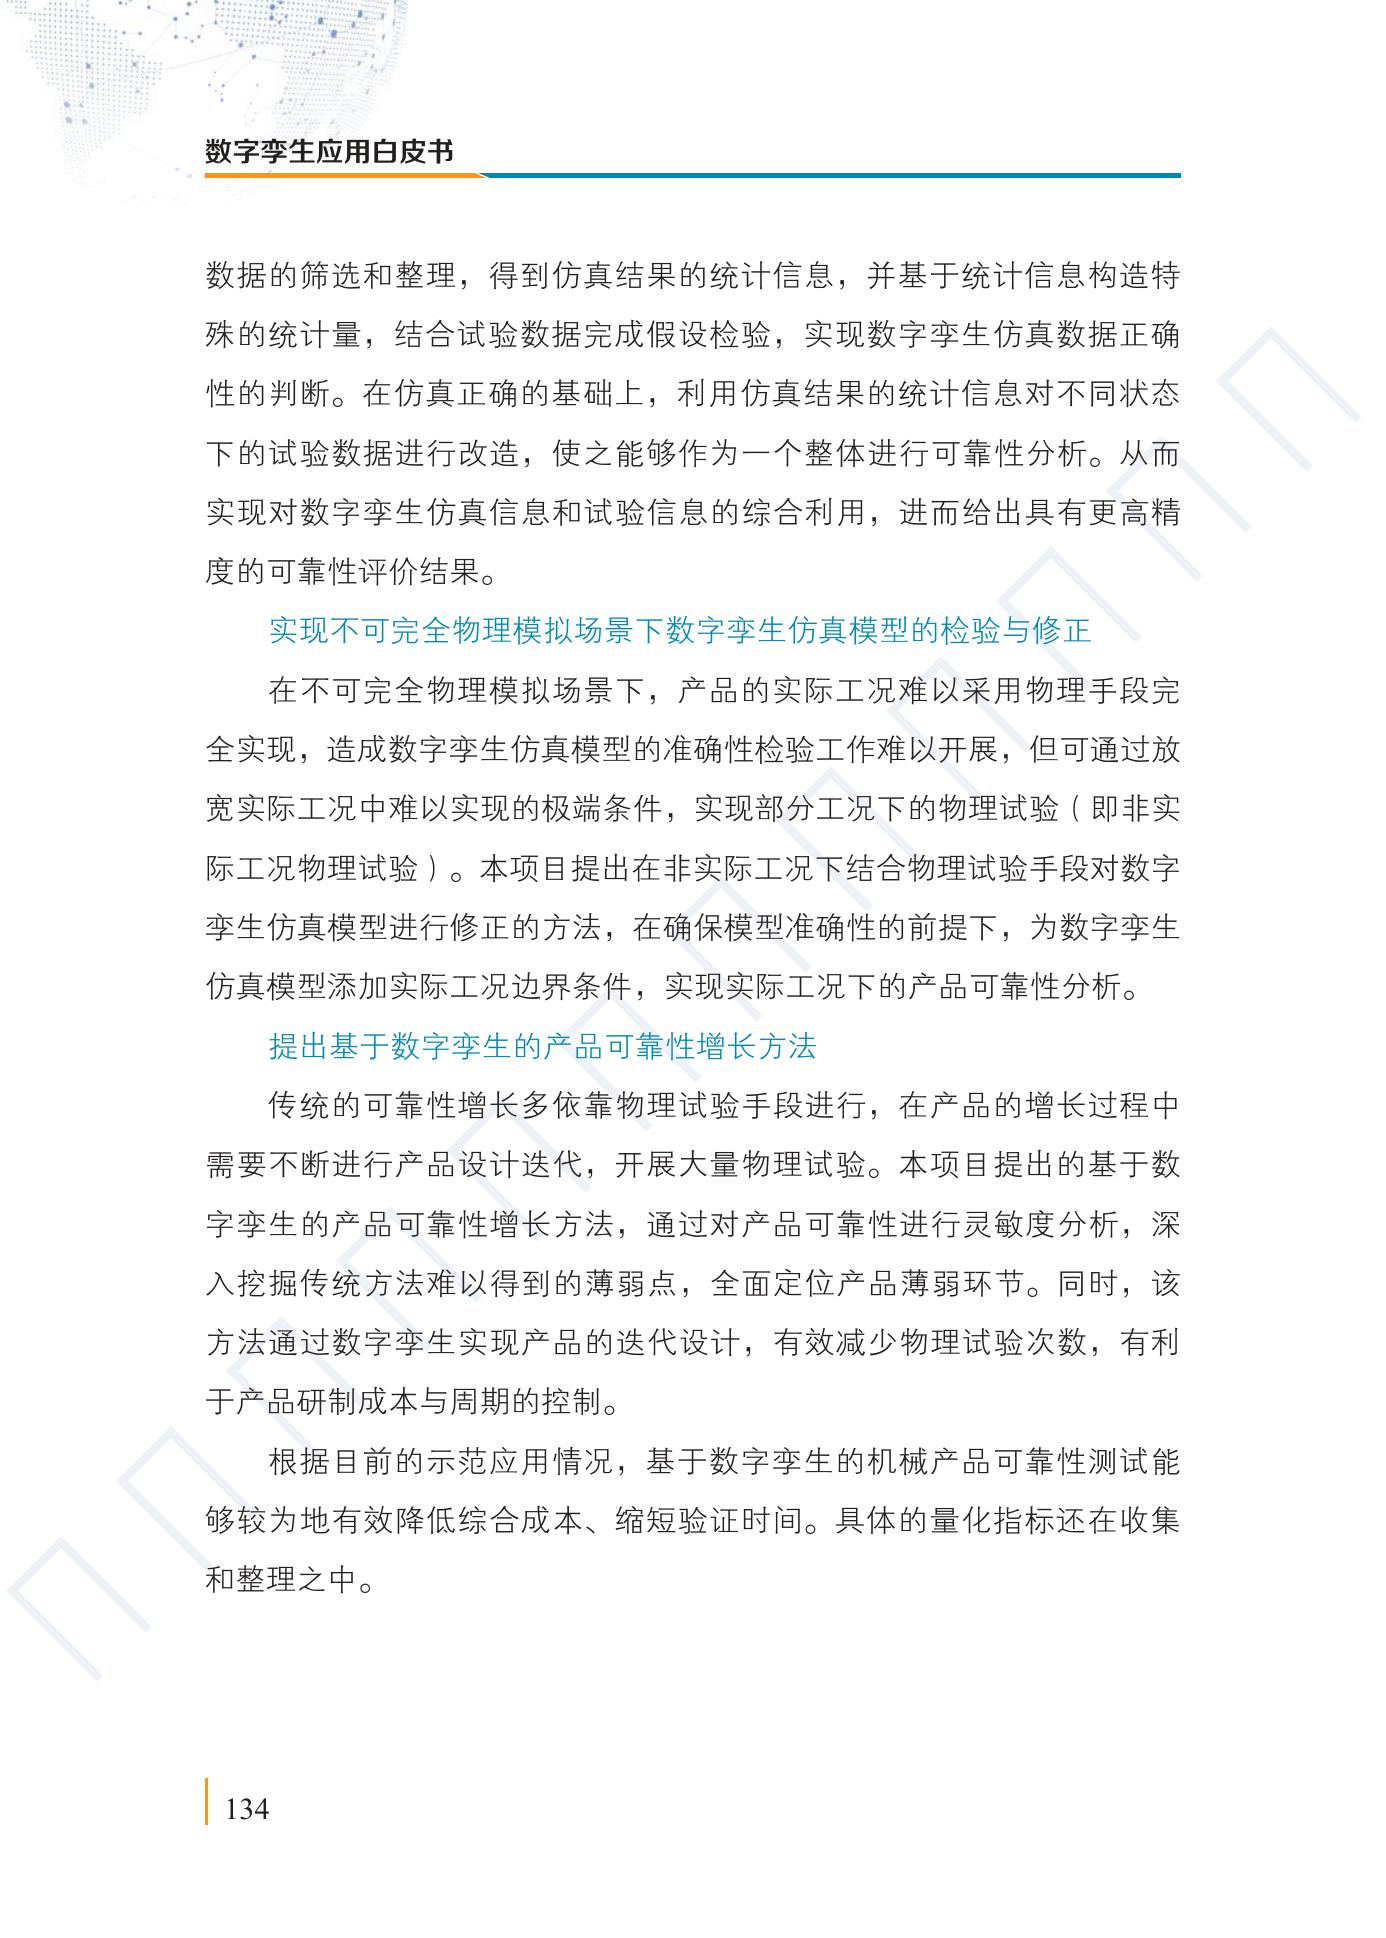 数字孪生应用白皮书
数据的筛选和整理，得到仿真结果的统计信息，并基于统计信息构造特
殊的统计量，结合试验数据完成假设检验，实现数字孪生仿真数据正确
性的判断。在仿真正确的基础上，利用仿真结果的统计信息对不同状态
下的试验数据进行改造，使之能够作为一个整体进行可靠性分析。从而
实现对数字孪生仿真信息和试验信息的综合利用，进而给出具有更高精
度的可靠性评价结果。
实现不可完全物理模拟场景下数字孪生仿真模型的检验与修正
在不可完全物理模拟场景下，产品的实际工况难以采用物理手段完
全实现，造成数字孪生仿真模型的准确性检验工作难以开展，但可通过放
宽实际工况中难以实现的极端条件，实现部分工况下的物理试验（即非实
际工况物理试验）。本项目提出在非实际工况下结合物理试验手段对数字
孪生仿真模型进行修正的方法，在确保模型准确性的前提下，为数字孪生
仿真模型添加实际工况边界条件，实现实际工况下的产品可靠性分析。
提出基于数字孪生的产品可靠性增长方法
传统的可靠性增长多依靠物理试验手段进行，在产品的增长过程中
需要不断进行产品设计迭代，开展大量物理试验。本项目提出的基于数
字孪生的产品可靠性增长方法，通过对产品可靠性进行灵敏度分析，深
入挖掘传统方法难以得到的薄弱点，全面定位产品薄弱环节。同时，该
方法通过数字孪生实现产品的迭代设计，有效减少物理试验次数，有利
于产品研制成本与周期的控制。
根据目前的示范应用情况，基于数字孪生的机械产品可靠性测试能
够较为地有效降低综合成本、缩短验证时间。具体的量化指标还在收集
和整理之中。
134